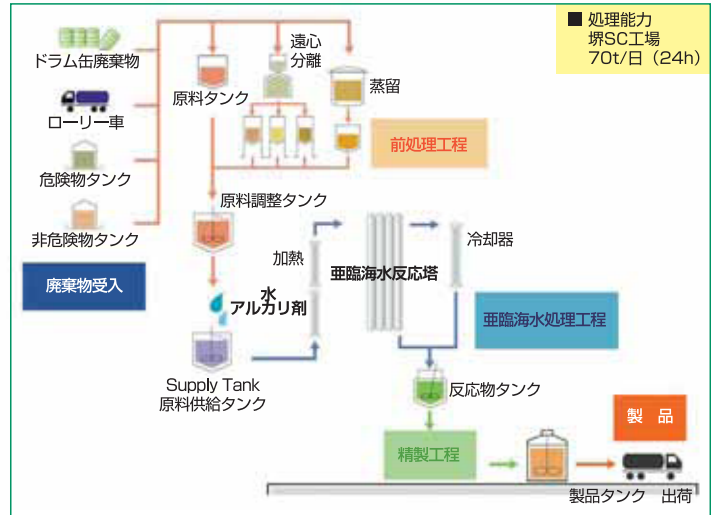 ■ 処理能力
堺SC工場
70t/日（24h）
ドラム缶廃棄物
ローリー車
危険物タンク
非危険物タンク
廃棄物受入
原料タンク
遠心
分離
蒸留
前処理工程
原料調整タンク
水
アルカリ剤
Supply Tank
原料供給タンク
加熱
亜臨海水反応塔
冷却器
亜臨海水処理工程
反応物タンク
精製工程
製　品
製品タンク　出荷